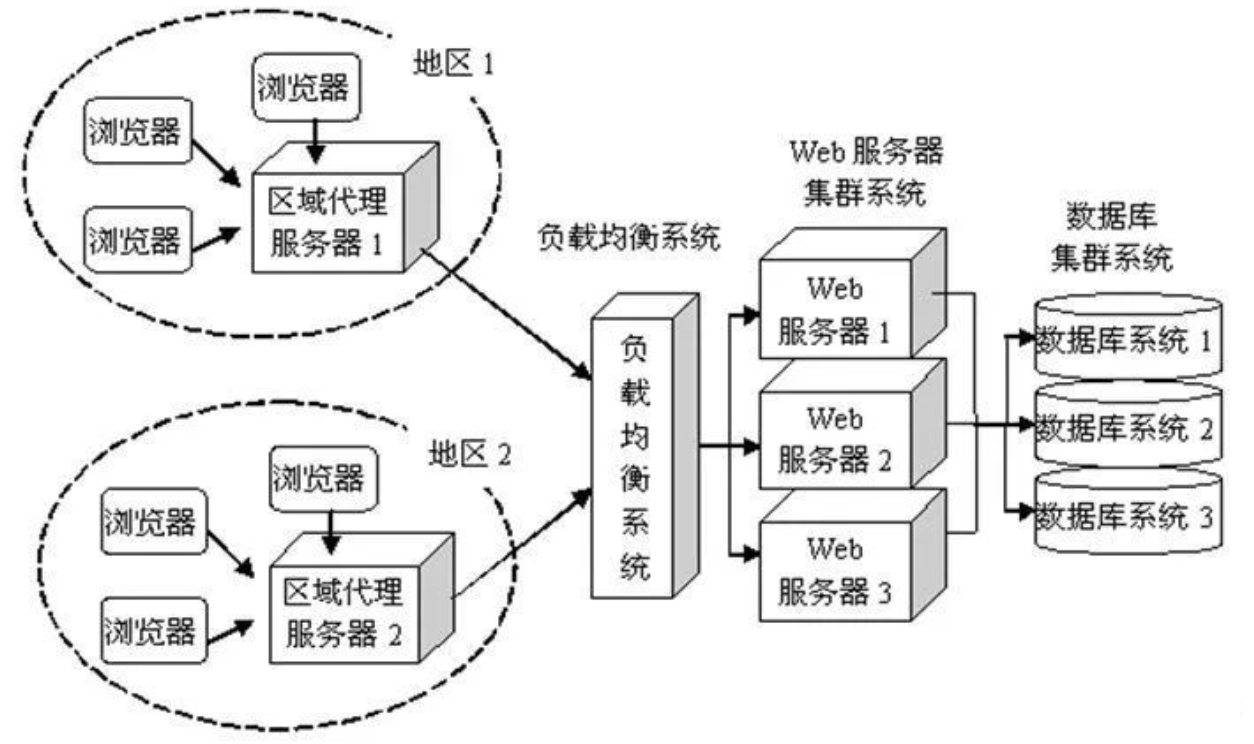 地区 1
浏览器
浏览器
浏览器
区域代理
服务器 1
地区 2
浏览器
浏览器
浏览器
区域代理
服务器 2
负载均衡系统
负
载
均
衡
系
统
Web 服务器
集群系统
Web
服务器 1
Web
服务器 2
Web
服务器 3
数据库
集群系统
数据库系统 1
数据库系统 2
数据库系统 3